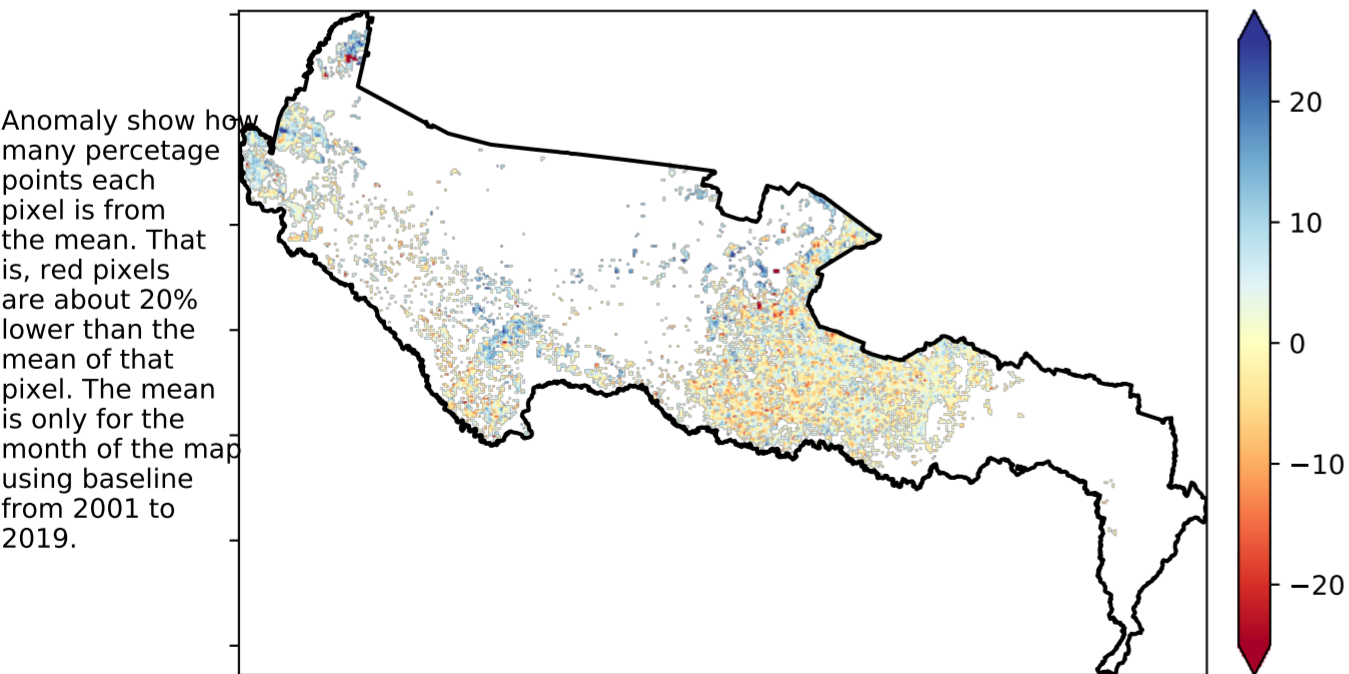 Anomaly show how
many percetage
points each
pixel is from
the mean. That
is, red pixels
are about 20%
lower than the
mean of that
pixel. The mean
is only for the
month of the map
using baseline
from 2001 to
2019.
20
10
0
−10
−20